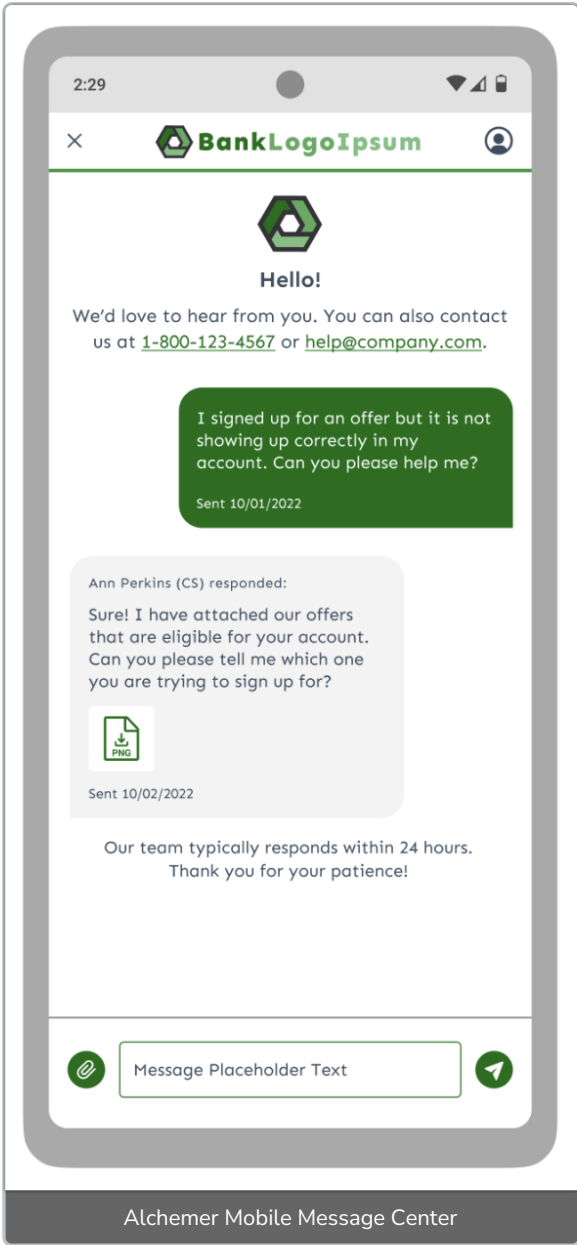 2:29
BankLogoIpsum
Hello!
We’d love to hear from you. You can also contact
us at 1-800-123-4567 or help@company.com.
I signed up for an offer but it is not
showing up correctly in my
account. Can you please help me?
Sent 10/01/2022
Ann Perkins (CS) responded:
Sure! I have attached our offers
that are eligible for your account.
Can you please tell me which one
you are trying to sign up for?
PNG
Sent 10/02/2022
Our team typically responds within 24 hours.
Thank you for your patience!
Message Placeholder Text
Alchemer Mobile Message Center